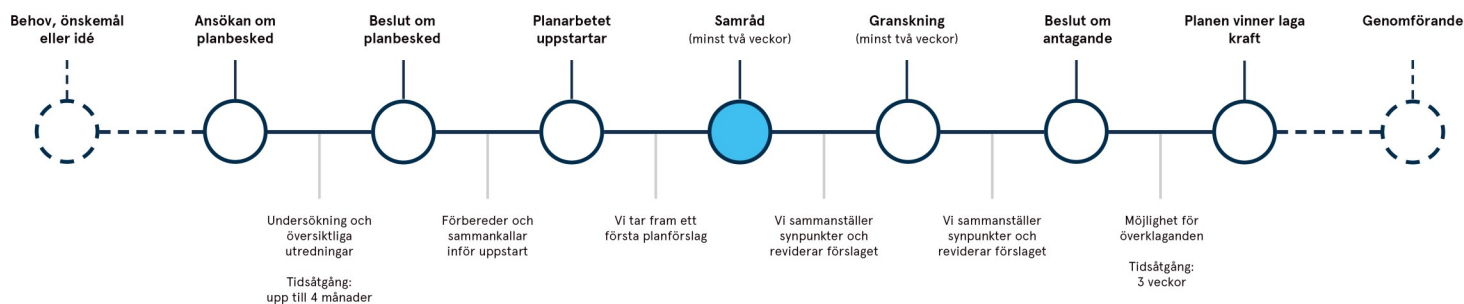 Behov, önskemål
eller idé
Ansökan om
planbesked
Beslut om
planbesked
Planarbetet
uppstartar
Samråd
(minst två veckor)
Granskning
(minst två veckor)
Beslut om
antagande
Planen vinner laga
kraft
Genomförande
Undersökning och
översiktliga
utredningar
Tidsåtgång:
upp till 4 månader
Förbereder och
sammankallar
inför uppstart
Vi tar fram ett
första planförslag
Vi sammanställer
synpunkter och
reviderar förslaget
Vi sammanställer
synpunkter och
reviderar förslaget
Möjlighet för
överklaganden
Tidsåtgång:
3 veckor